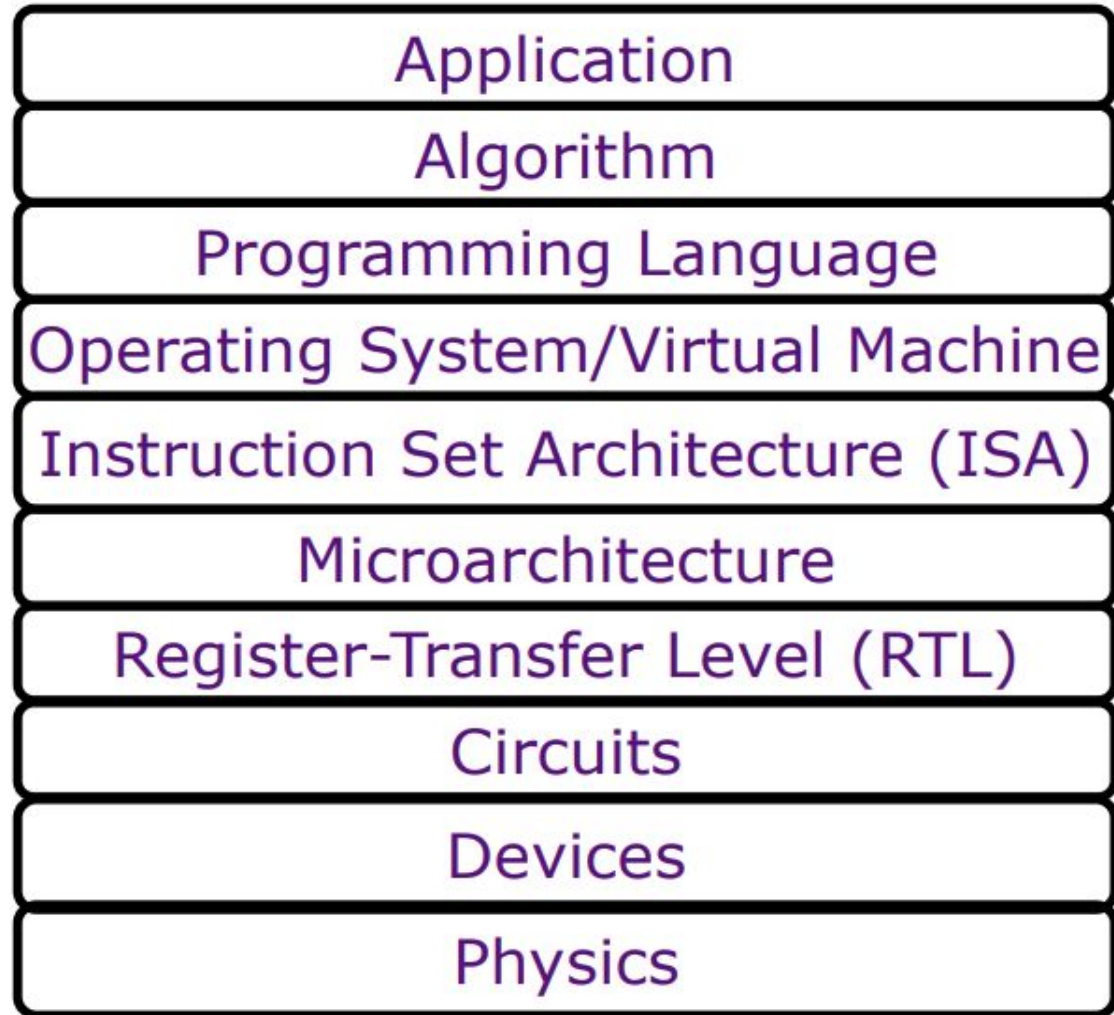 Application
Algorithm
Programming Language
Operating System/Virtual Machine
Instruction Set Architecture (ISA)
Microarchitecture
Register-Transfer Level (RTL)
Circuits
Devices
Physics